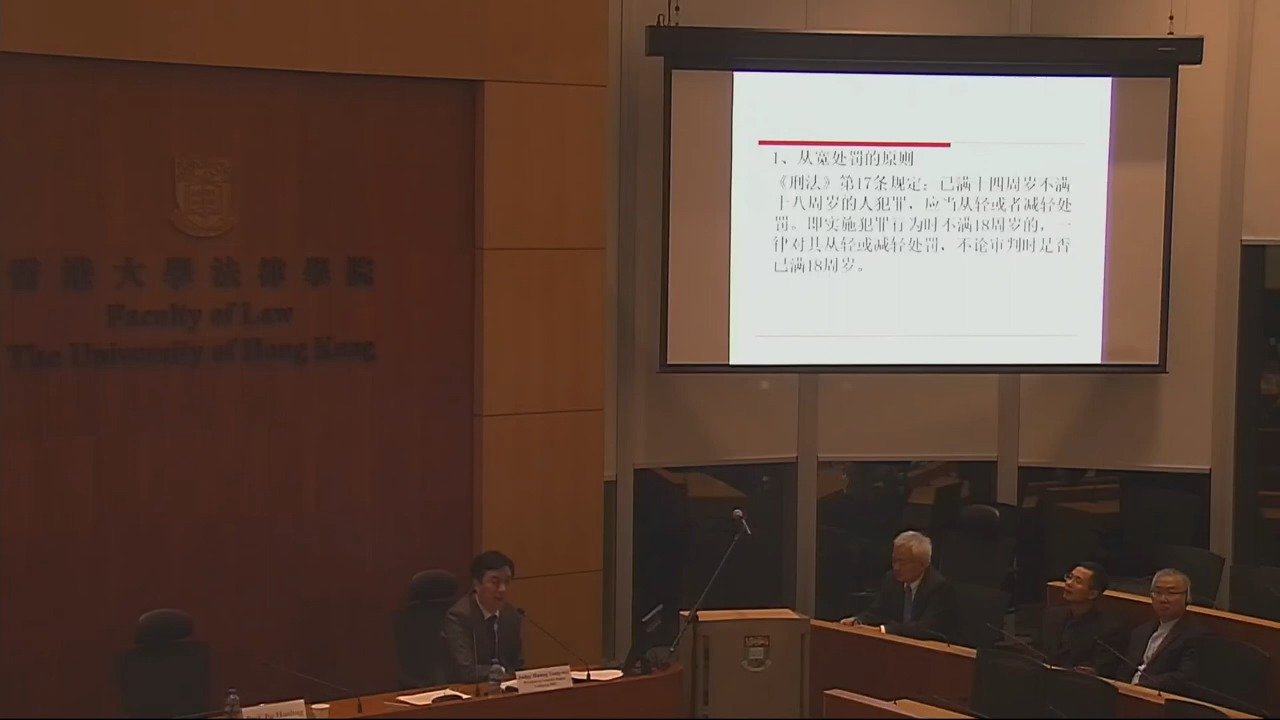 香港大學法律學院
Faculty of Law
The University of Hong Kong
1、从宽处罚的原则
《刑法》第17条规定：已满十四周岁不满
十八周岁的人犯罪，应当从轻或者减轻处
罚。即实施犯罪行为时不满18周岁的，一
律对其从轻或减轻处罚，不论审判时是否
已满18周岁。